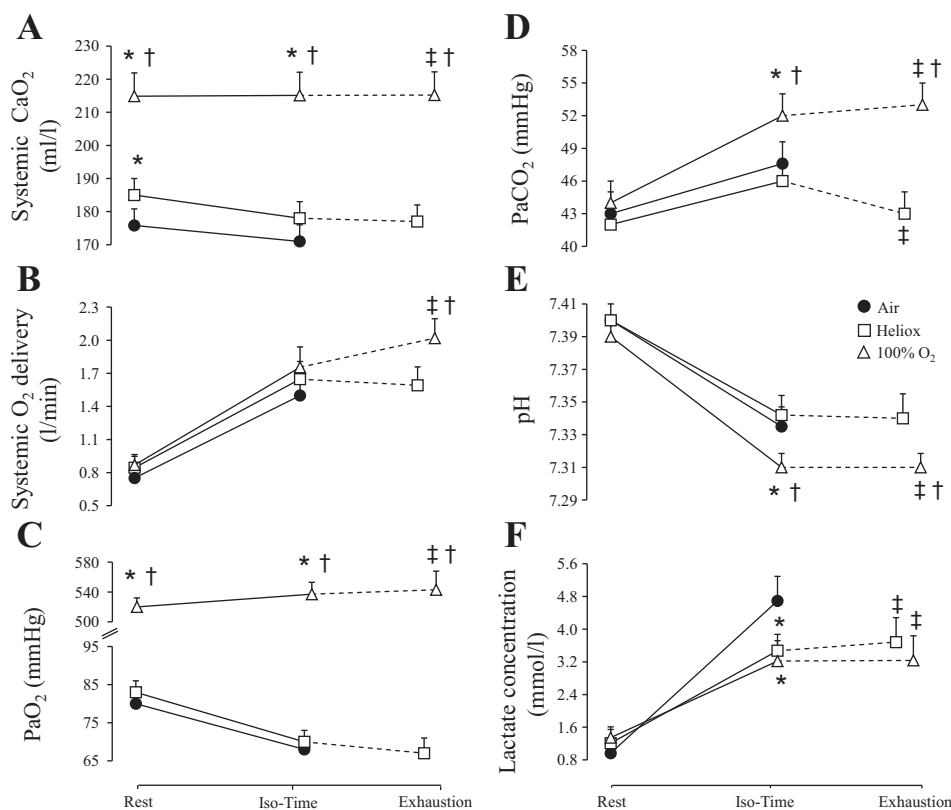 A
Systemic CaO2
(ml/l)
230
220
210
200
190
180
170
* †
* †
‡ †
*
B
Systemic O2 delivery
(l/min)
2.3
2.0
1.7
1.4
1.1
0.8
0.5
‡ †
C
PaO2 (mmHg)
580
540
500
95
85
75
65
* †
* †
‡ †
Rest Iso-Time Exhaustion
D
PaCO2 (mmHg)
58
55
52
49
46
43
40
* †
‡ †
‡
E
pH
7.41
7.39
7.37
7.35
7.33
7.31
7.29
Air
Heliox
100% O2
* †
‡ †
F
Lactate concentration
(mmol/l)
5.6
4.8
4.0
3.2
2.4
1.6
0.8
*
*
‡
‡
Rest Iso-Time Exhaustion